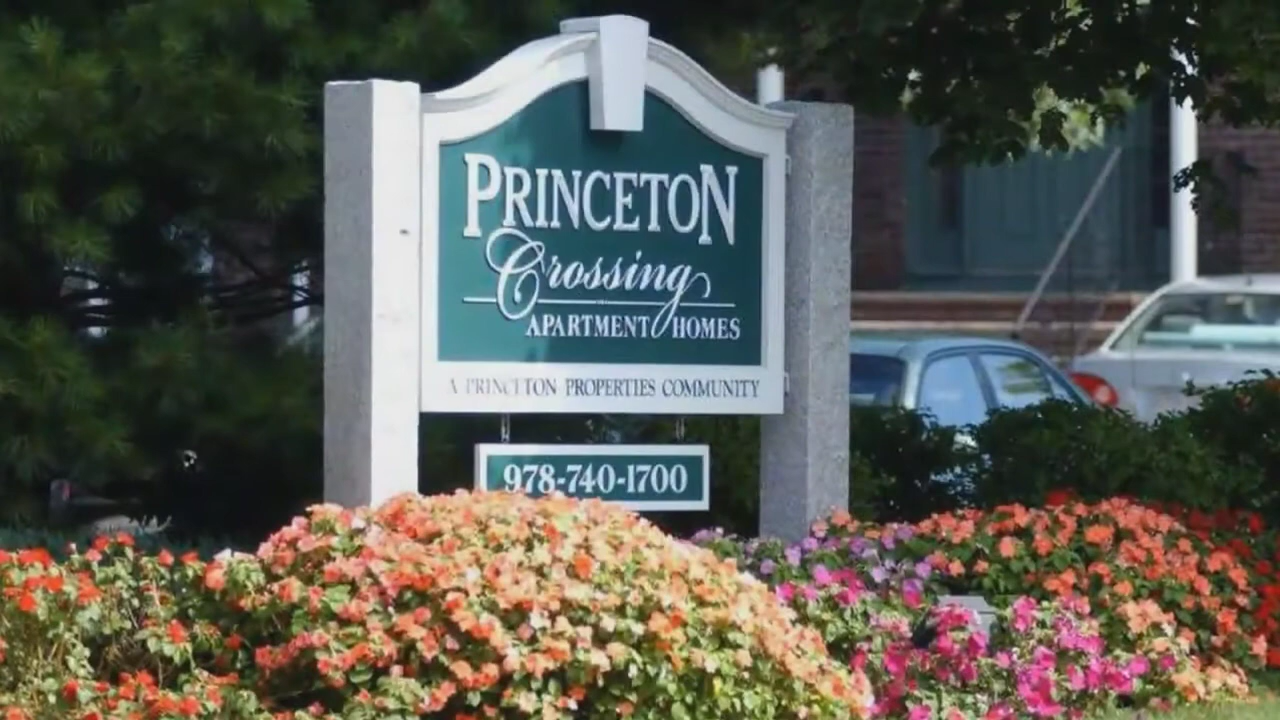 PRINCETON
Crossing
APARTMENT HOMES
A PRINCETON PROPERTIES COMMUNITY
978-740-1700